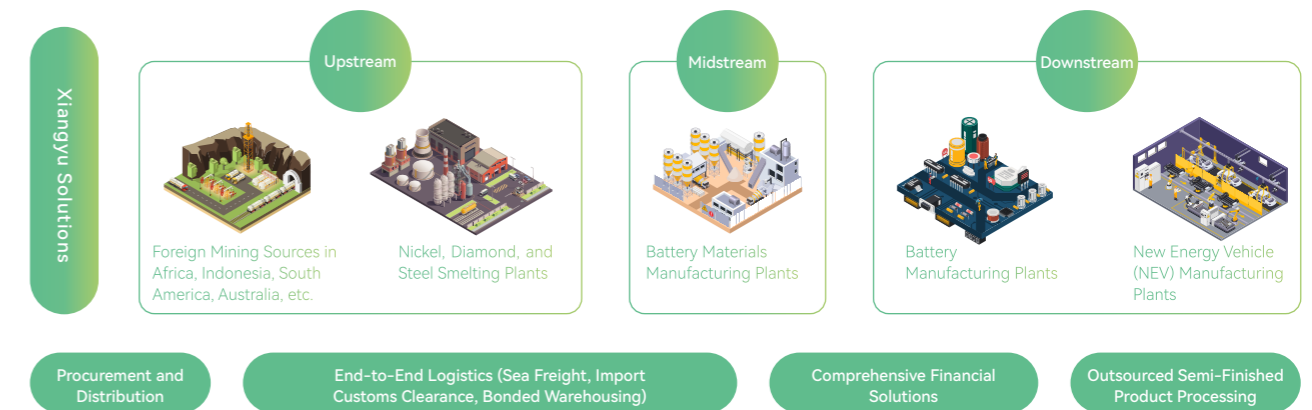 Xiangyu Solutions
Upstream
Midstream
Downstream
Foreign Mining Sources in
Africa, Indonesia, South
America, Australia, etc.
Nickel, Diamond, and
Steel Smelting Plants
Battery Materials
Manufacturing Plants
Battery
Manufacturing Plants
New Energy Vehicle
(NEV) Manufacturing
Plants
Procurement and
Distribution
End-to-End Logistics (Sea Freight, Import
Customs Clearance, Bonded Warehousing)
Comprehensive Financial
Solutions
Outsourced Semi-Finished
Product Processing